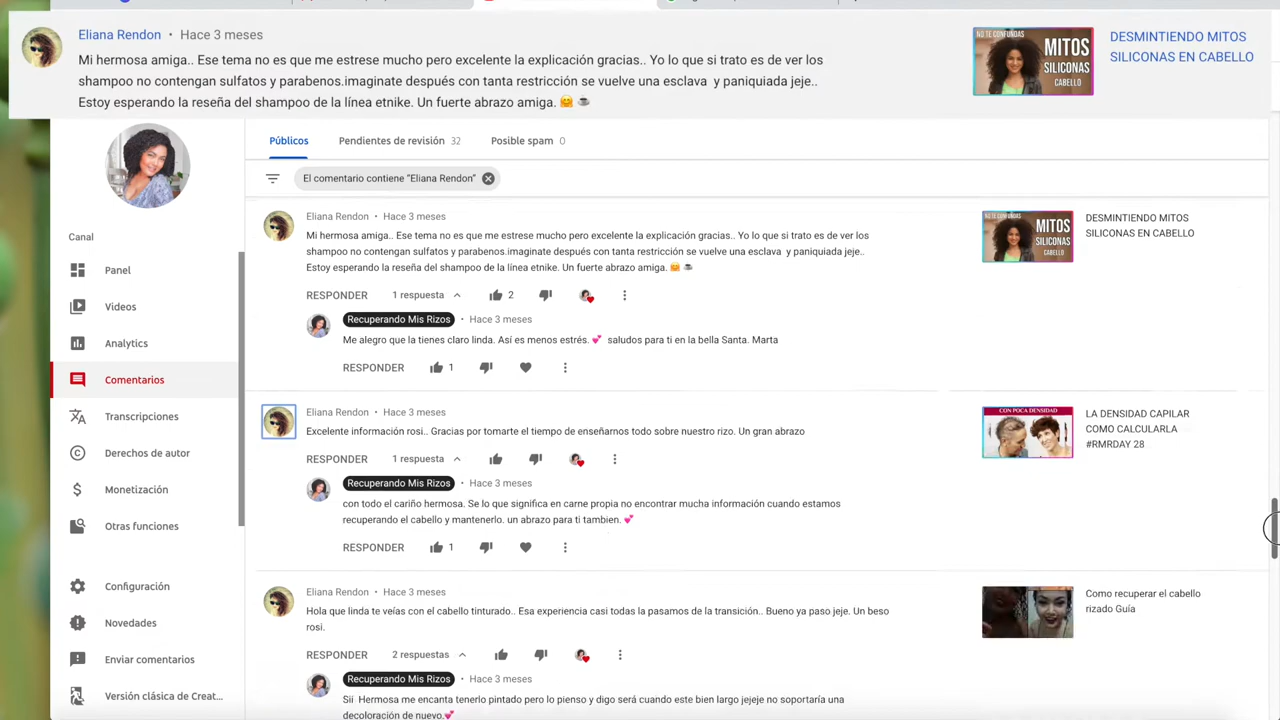 Eliana Rendon • Hace 3 meses
Mi hermosa amiga.. Ese tema no es que me estrese mucho pero excelente la explicación gracias.. Yo lo que si trato es de ver los
shampoo no contengan sulfatos y parabenos.imaginate después con tanta restricción se vuelve una esclava y paniquiada jeje..
Estoy esperando la reseña del shampoo de la línea etnike. Un fuerte abrazo amiga. 🤗 ☕
NO TE CONFUNDAS
MITOS
SILICONAS
CABELLO
DESMINTIENDO MITOS
SILICONAS EN CABELLO
Públicos
Pendientes de revisión 32
Posible spam 0
El comentario contiene “Eliana Rendon”
Canal
Panel
Videos
Analytics
Comentarios
Transcripciones
Derechos de autor
Monetización
Otras funciones
Configuración
Novedades
Enviar comentarios
Versión clásica de Creat...
Eliana Rendon • Hace 3 meses
Mi hermosa amiga.. Ese tema no es que me estrese mucho pero excelente la explicación gracias.. Yo lo que si trato es de ver los
shampoo no contengan sulfatos y parabenos.imaginate después con tanta restricción se vuelve una esclava y paniquiada jeje..
Estoy esperando la reseña del shampoo de la línea etnike. Un fuerte abrazo amiga. 🤗 ☕
RESPONDER 1 respuesta 2
NO TE CONFUNDAS
MITOS
SILICONAS
CABELLO
DESMINTIENDO MITOS
SILICONAS EN CABELLO
Recuperando Mis Rizos • Hace 3 meses
Me alegro que la tienes claro linda. Así es menos estrés. 💕 saludos para ti en la bella Santa. Marta
RESPONDER 1
Eliana Rendon • Hace 3 meses
Excelente información rosi.. Gracias por tomarte el tiempo de enseñarnos todo sobre nuestro rizo. Un gran abrazo
RESPONDER 1 respuesta
CON POCA DENSIDAD
LA DENSIDAD CAPILAR
COMO CALCULARLA
#RMRDAY 28
Recuperando Mis Rizos • Hace 3 meses
con todo el cariño hermosa. Se lo que significa en carne propia no encontrar mucha información cuando estamos
recuperando el cabello y mantenerlo. un abrazo para ti tambien. 💕
RESPONDER 1
Eliana Rendon • Hace 3 meses
Hola que linda te veías con el cabello tinturado.. Esa experiencia casi todas la pasamos de la transición.. Bueno ya paso jeje. Un beso
rosi.
RESPONDER 2 respuestas
Como recuperar el cabello
rizado Guía
Recuperando Mis Rizos • Hace 3 meses
Sií Hermosa me encanta tenerlo pintado pero lo pienso y digo será cuando este bien largo jejeje no soportaría una
decoloración de nuevo.💕